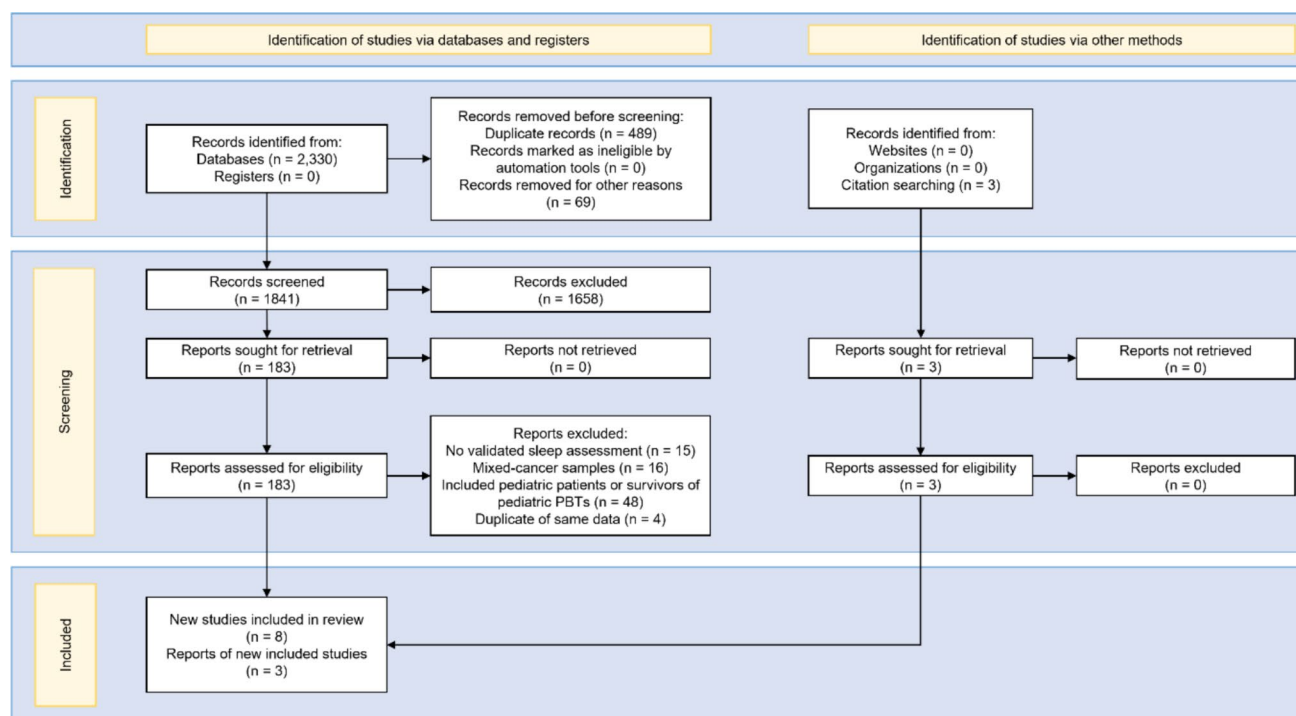 Identification of studies via databases and registers
Identification of studies via other methods
Identification
Records identified from:
Databases (n = 2,330)
Registers (n = 0)
Records removed before screening:
Duplicate records (n = 489)
Records marked as ineligible by
automation tools (n = 0)
Records removed for other reasons
(n = 69)
Records identified from:
Websites (n = 0)
Organizations (n = 0)
Citation searching (n = 3)
Screening
Records screened
(n = 1841)
Records excluded
(n = 1658)
Reports sought for retrieval
(n = 183)
Reports not retrieved
(n = 0)
Reports sought for retrieval
(n = 3)
Reports not retrieved
(n = 0)
Reports assessed for eligibility
(n = 183)
Reports excluded:
No validated sleep assessment (n = 15)
Mixed-cancer samples (n = 16)
Included pediatric patients or survivors of
pediatric PBTs (n = 48)
Duplicate of same data (n = 4)
Reports assessed for eligibility
(n = 3)
Reports excluded
(n = 0)
Included
New studies included in review
(n = 8)
Reports of new included studies
(n = 3)